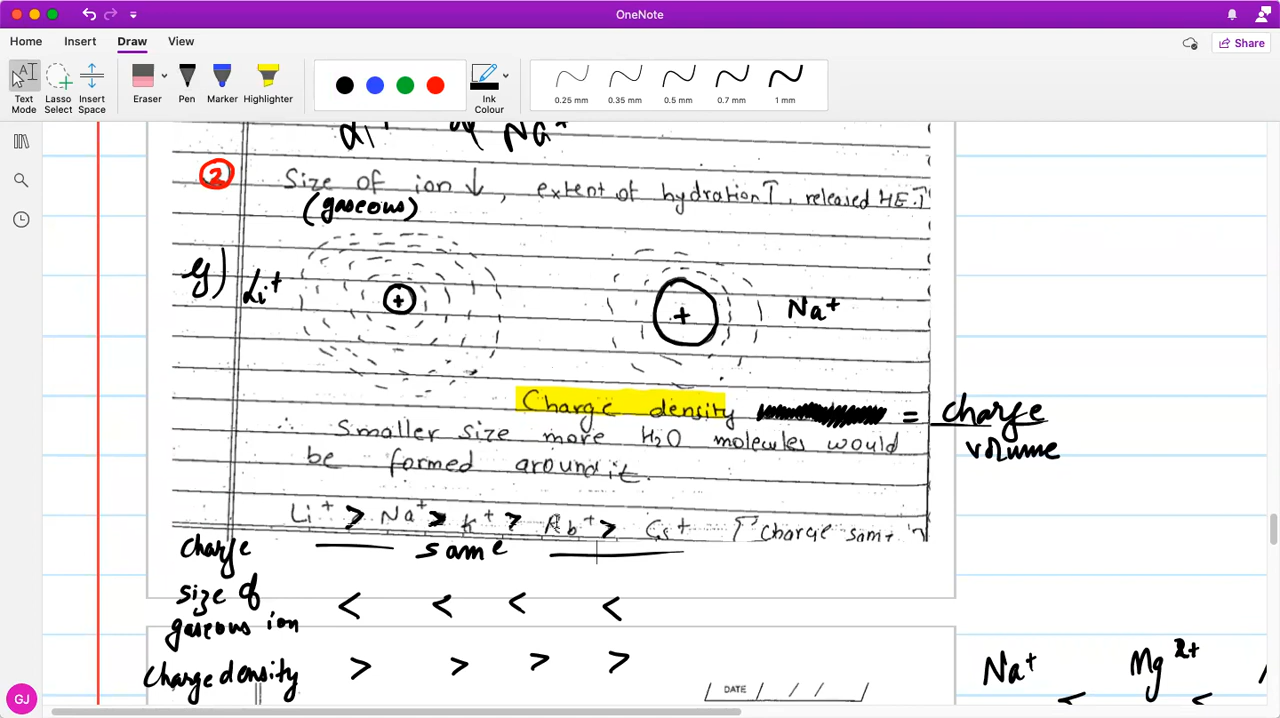 OneNote
Home Insert Draw View
Share
Text Mode
Lasso Select
Insert Space
Eraser
Pen
Marker
Highlighter
Ink Colour
0.25 mm 0.35 mm 0.5 mm 0.7 mm 1 mm
Li+ Na+
② Size of ion ↓, extent of hydration ↑, released HE ↑
(gaseous)
eg) Li+ + + Na+
Charge density = charge / volume
∴ Smaller size more H2O molecules would
be formed around it.
Li+ > Na+ > K+ > Rb+ > Cs+ [Charge same]
charge same
size of
gaseous ion < < < <
charge density > > > >
Na+ Mg2+
< <
DATE / / /
GJ